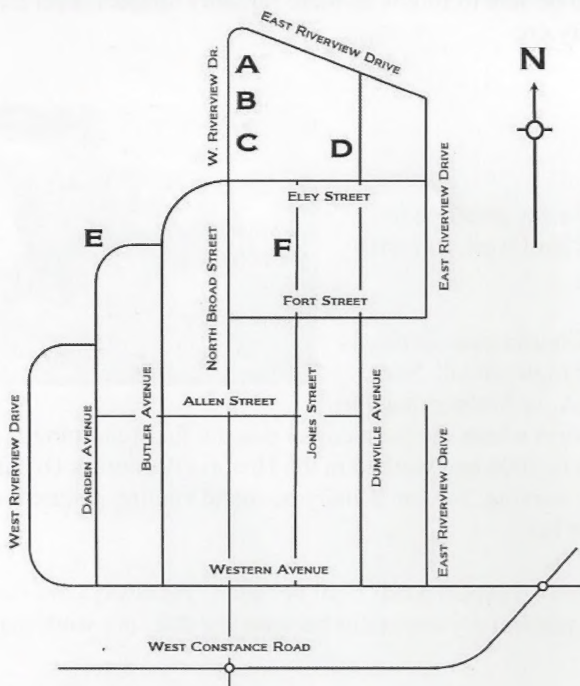 EAST RIVERVIEW DRIVE
W. RIVERVIEW DR.
A
B
C
D
N
ELEY STREET
EAST RIVERVIEW DRIVE
E
F
NORTH BROAD STREET
FORT STREET
WEST RIVERVIEW DRIVE
DARDEN AVENUE
BUTLER AVENUE
ALLEN STREET
JONES STREET
DUMVILLE AVENUE
EAST RIVERVIEW DRIVE
WESTERN AVENUE
WEST CONSTANCE ROAD